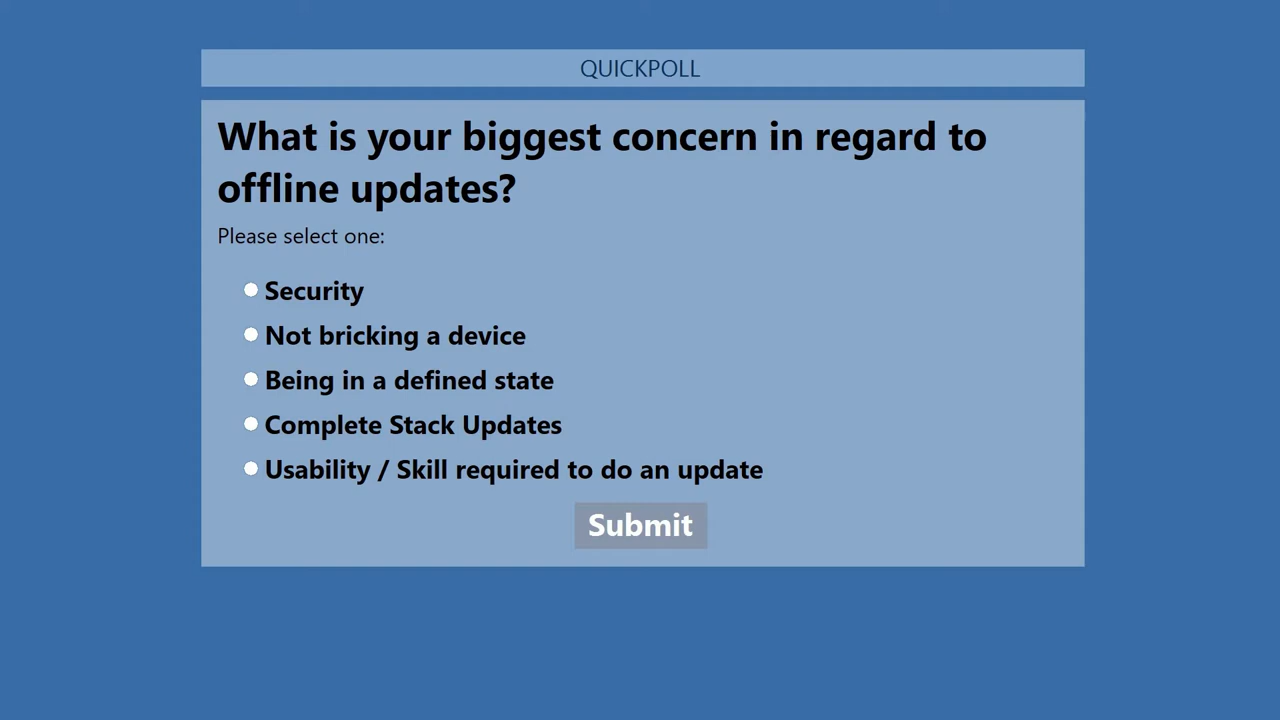 QUICKPOLL
What is your biggest concern in regard to
offline updates?
Please select one:
Security
Not bricking a device
Being in a defined state
Complete Stack Updates
Usability / Skill required to do an update
Submit